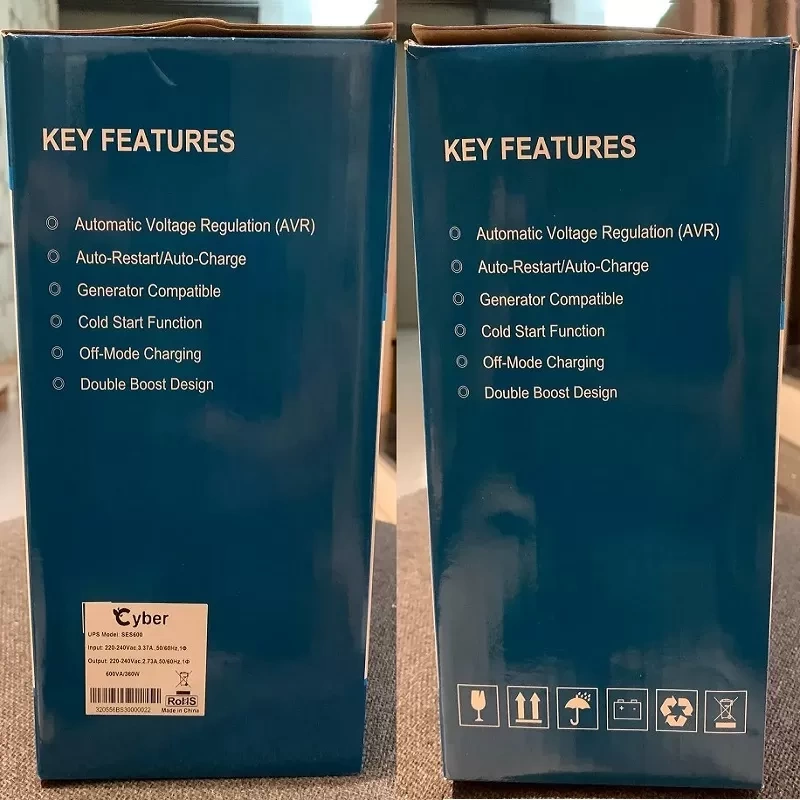 KEY FEATURES
Automatic Voltage Regulation (AVR)
Auto-Restart/Auto-Charge
Generator Compatible
Cold Start Function
Off-Mode Charging
Double Boost Design
Cyber
UPS Model: SES600
Input: 220-240Vac,3.37A,50/60Hz,1Φ
Output: 220-240Vac,2.73A,50/60Hz,1Φ
600VA/360W
RoHS
320556BS30000022
Made in China
KEY FEATURES
Automatic Voltage Regulation (AVR)
Auto-Restart/Auto-Charge
Generator Compatible
Cold Start Function
Off-Mode Charging
Double Boost Design